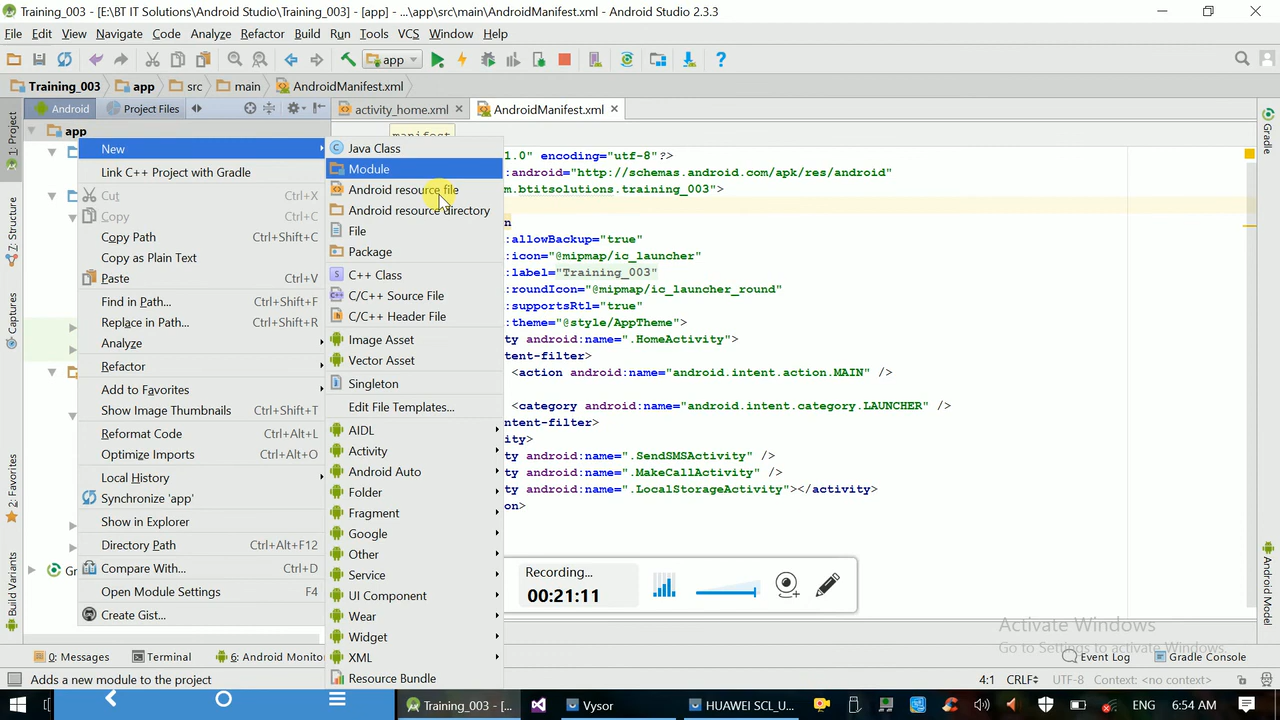 Training_003 - [E:\BT IT Solutions\Android Studio\Training_003] - [app] - ...\app\src\main\AndroidManifest.xml - Android Studio 2.3.3
File Edit View Navigate Code Analyze Refactor Build Run Tools VCS Window Help
app
Training_003 app src main AndroidManifest.xml
Android Project Files activity_home.xml AndroidManifest.xml
1: Project
7: Structure
Captures
2: Favorites
Build Variants
app
New
Link C++ Project with Gradle
Cut Ctrl+X
Copy Ctrl+C
Copy Path Ctrl+Shift+C
Copy as Plain Text
Paste Ctrl+V
Find in Path... Ctrl+Shift+F
Replace in Path... Ctrl+Shift+R
Analyze
Refactor
Add to Favorites
Show Image Thumbnails Ctrl+Shift+T
Reformat Code Ctrl+Alt+L
Optimize Imports Ctrl+Alt+O
Local History
Synchronize 'app'
Show in Explorer
Directory Path Ctrl+Alt+F12
Compare With... Ctrl+D
Open Module Settings F4
Create Gist...
Gr
Java Class
Module
Android resource file
Android resource directory
File
Package
C++ Class
C/C++ Source File
C/C++ Header File
Image Asset
Vector Asset
Singleton
Edit File Templates...
AIDL
Activity
Android Auto
Folder
Fragment
Google
Other
Service
UI Component
Wear
Widget
XML
Resource Bundle
manifest
1.0" encoding="utf-8"?>
:android="http://schemas.android.com/apk/res/android"
m.btitsolutions.training_003">
n
:allowBackup="true"
:icon="@mipmap/ic_launcher"
:label="Training_003"
:roundIcon="@mipmap/ic_launcher_round"
:supportsRtl="true"
:theme="@style/AppTheme">
ty android:name=".HomeActivity">
tent-filter>
<action android:name="android.intent.action.MAIN" />
<category android:name="android.intent.category.LAUNCHER" />
ntent-filter>
ity>
ty android:name=".SendSMSActivity" />
ty android:name=".MakeCallActivity" />
ty android:name=".LocalStorageActivity"></activity>
on>
Recording...
00:21:11
Gradle
Android Model
Activate Windows
Go to Settings to activate Windows.
0: Messages Terminal 6: Android Monito Event Log Gradle Console
Adds a new module to the project 4:1 CRLF UTF-8 Context: <no context>
Training_003 - [... Vysor HUAWEI SCL_U... ENG 6:54 AM